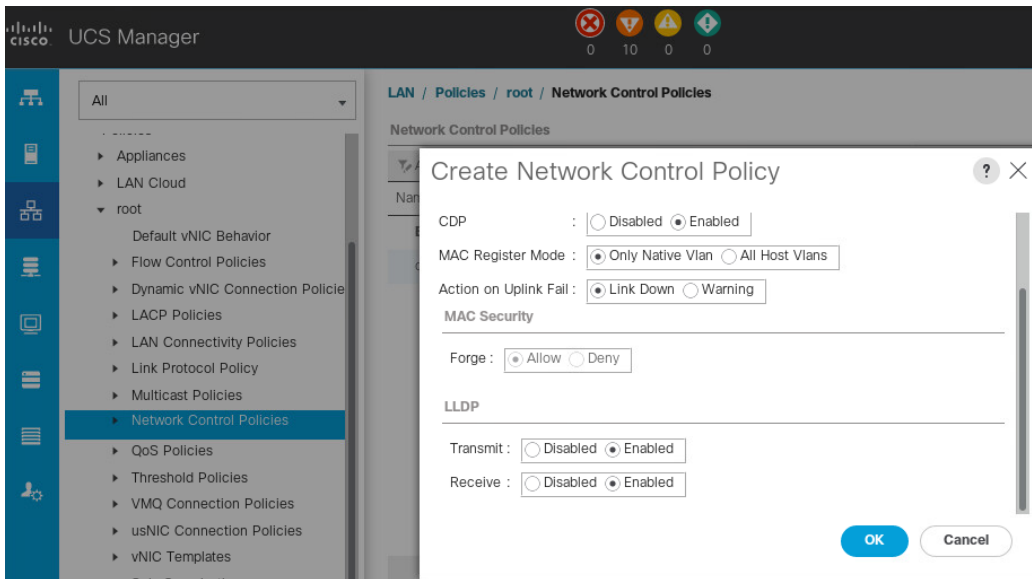 cisco. UCS Manager
0 10 0 0
All
Appliances
LAN Cloud
root
Default vNIC Behavior
Flow Control Policies
Dynamic vNIC Connection Policie
LACP Policies
LAN Connectivity Policies
Link Protocol Policy
Multicast Policies
Network Control Policies
QoS Policies
Threshold Policies
VMQ Connection Policies
usNIC Connection Policies
vNIC Templates
LAN / Policies / root / Network Control Policies
Network Control Policies
Nam
Create Network Control Policy ?
CDP : Disabled Enabled
MAC Register Mode : Only Native Vlan All Host Vlans
Action on Uplink Fail : Link Down Warning
MAC Security
Forge : Allow Deny
LLDP
Transmit : Disabled Enabled
Receive : Disabled Enabled
OK Cancel